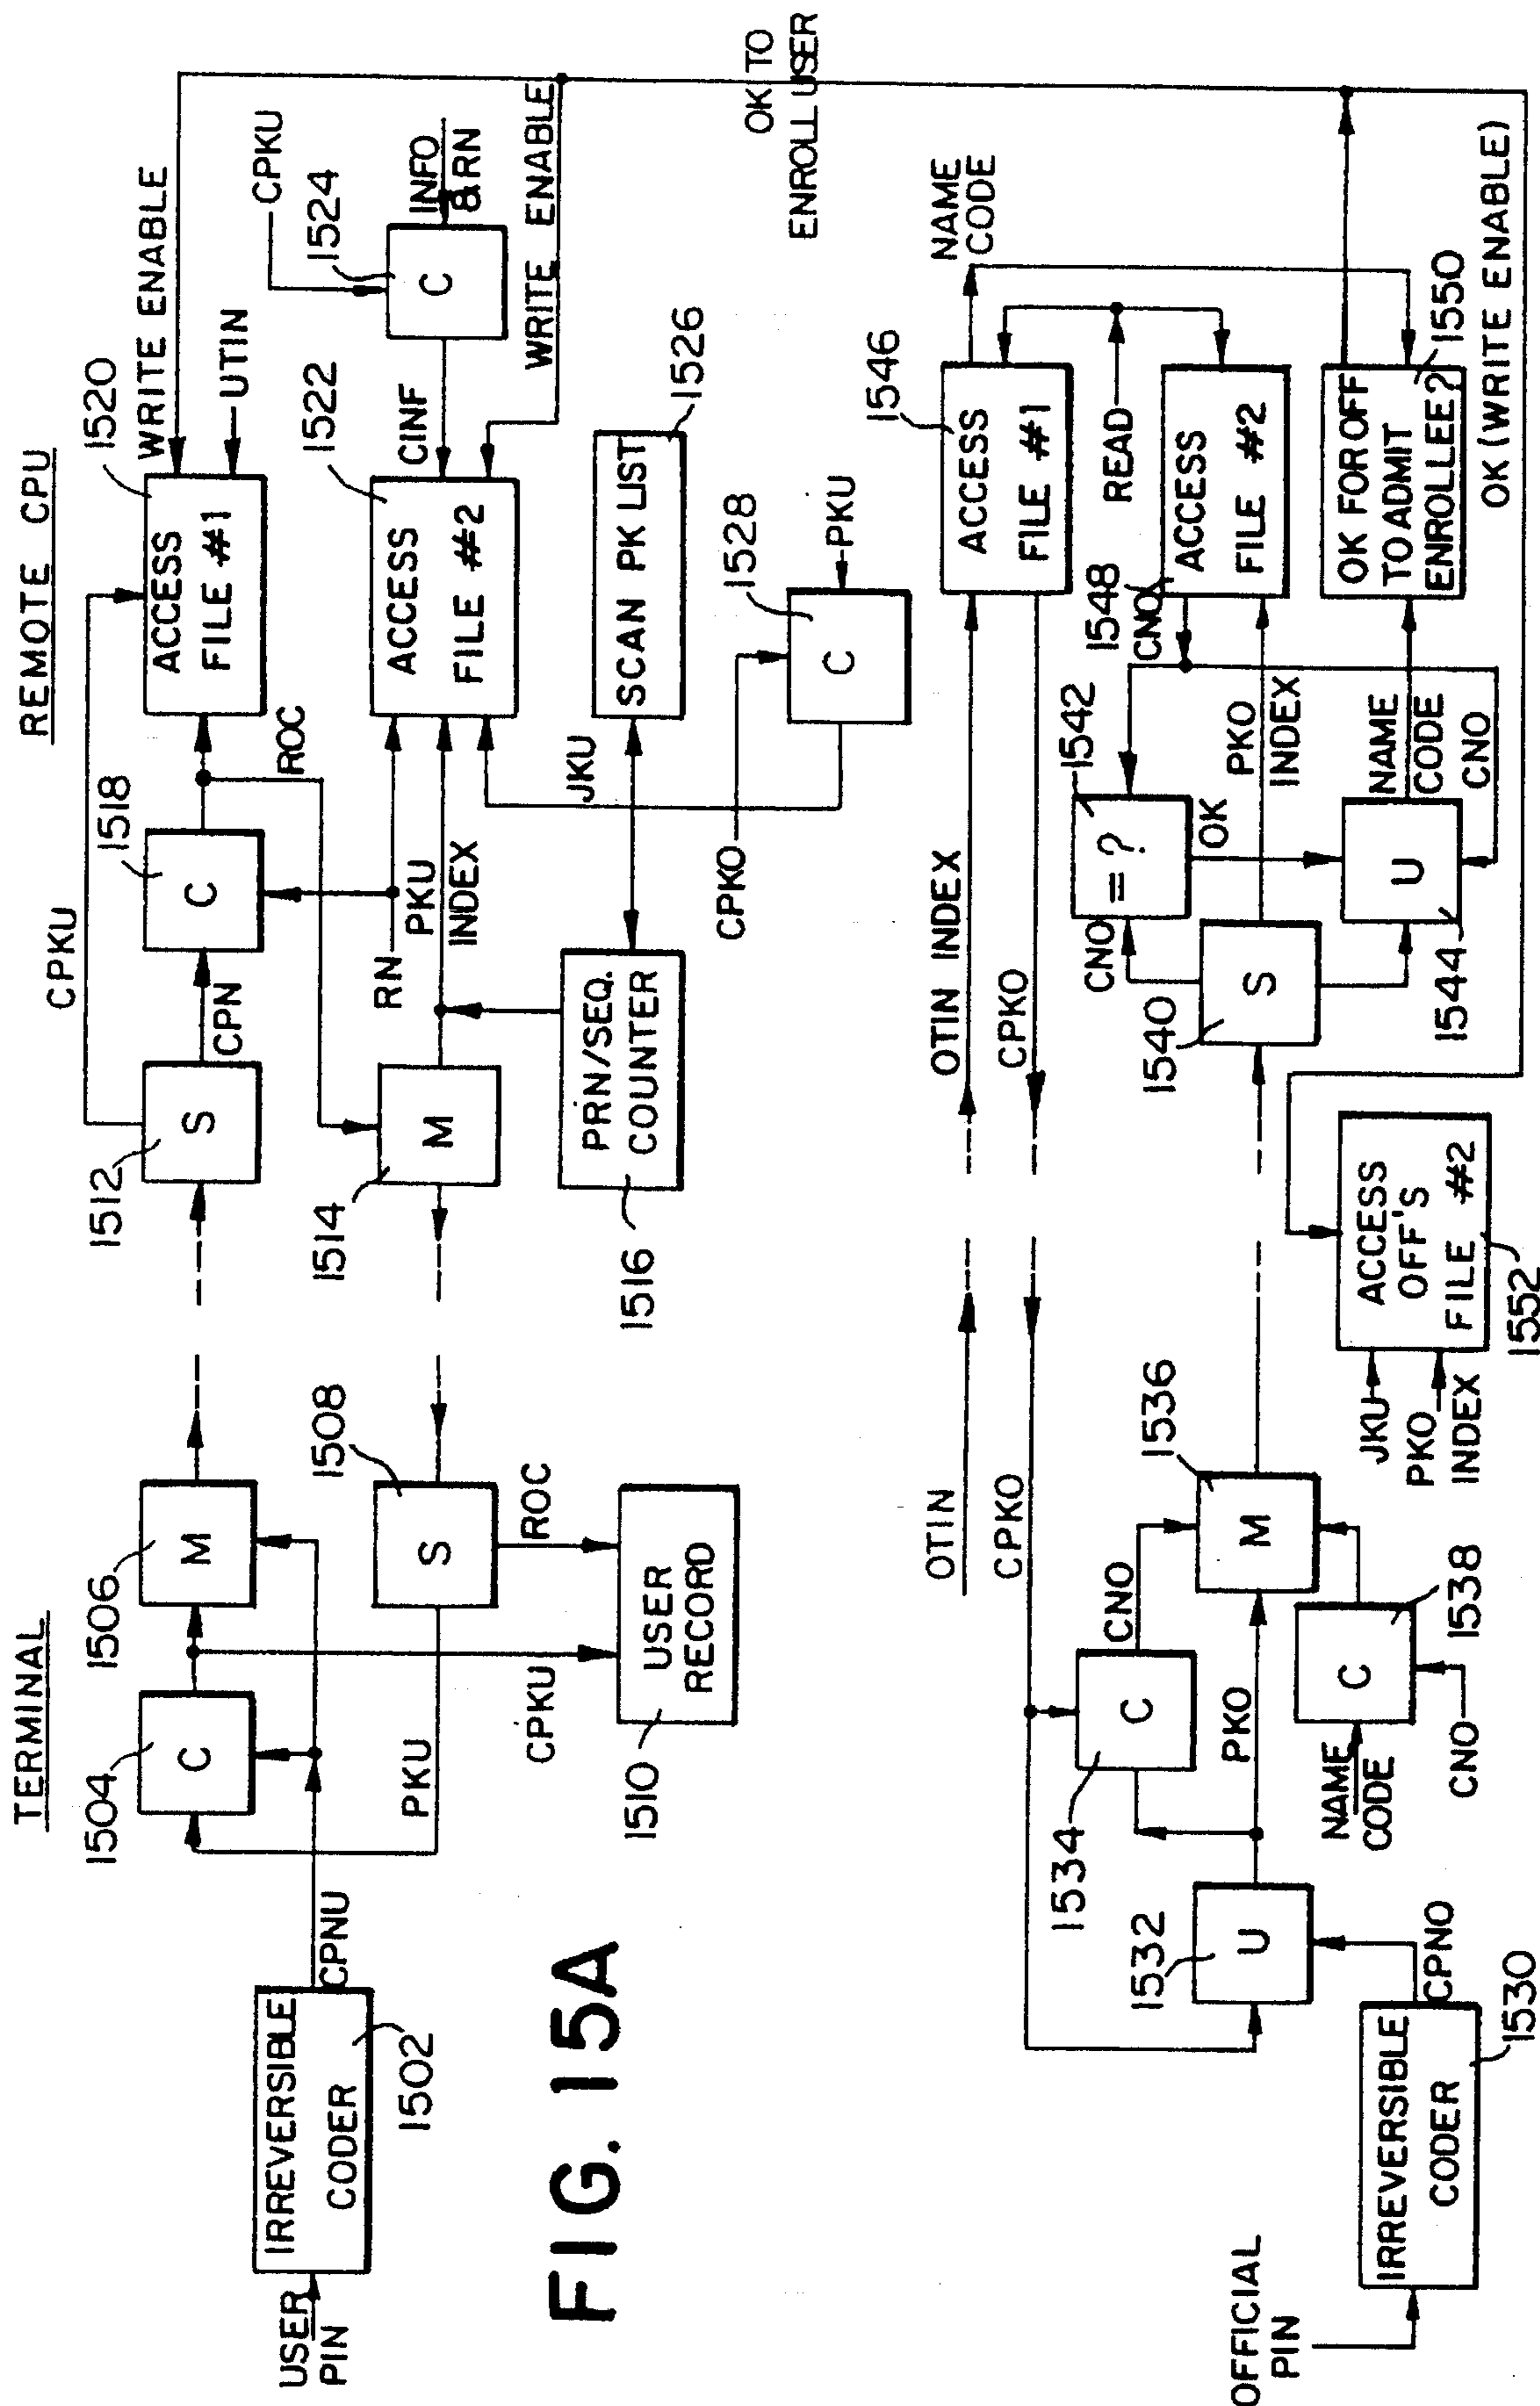 TERMINAL
REMOTE CPU
USER
PIN
IRREVERSIBLE
CODER
1502
CPNU
1504
C
1506
M
PKU
CPKU
1508
S
ROC
USER
RECORD
1510
1512
S
CPKU
CPN
1518
C
ROC
1514
M
RN
PKU
INDEX
PRN/SEQ.
COUNTER
1516
JKU
1520
ACCESS
FILE #1
WRITE ENABLE
UTIN
1522
ACCESS
FILE #2
CINF
WRITE ENABLE
CPKU
1524
C
INFO
& RN
SCAN PK LIST
1526
CPKO
1528
C
PKU
OK TO
ENROLL USER
FIG. 15A
OFFICIAL
PIN
IRREVERSIBLE
CODER
1530
CPNO
1532
U
1534
C
CNO
PKO
1536
M
NAME
CODE
C
1538
CNO
OTIN
CPKO
OTIN INDEX
CPKO
JKU
PKO
INDEX
ACCESS
OFF'S
FILE #2
1552
1540
S
CNO
1542
= ?
OK
U
1544
PKO
INDEX
NAME
CODE
CNO
1546
ACCESS
FILE #1
NAME
CODE
READ
1548
CNO
ACCESS
FILE #2
OK FOR OFF
TO ADMIT
ENROLLEE?
1550
OK (WRITE ENABLE)